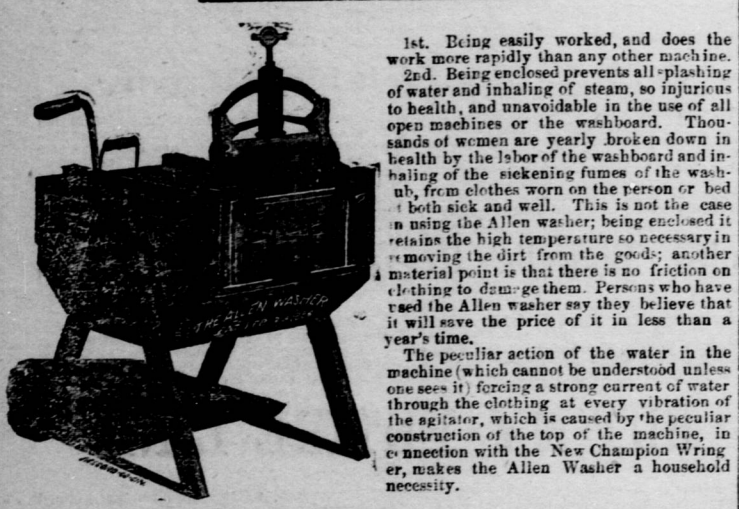 THE ALLEN WASHER
1st. Being easily worked, and does the
work more rapidly than any other machine.
2nd. Being enclosed prevents all splashing
of water and inhaling of steam, so injurious
to health, and unavoidable in the use of all
open machines or the washboard. Thou-
sands of women are yearly broken down in
health by the labor of the washboard and in-
haling of the sickening fumes of the wash-
ub, from clothes worn on the person or bed
both sick and well. This is not the case
n using the Allen washer; being enclosed it
retains the high temperature so necessary in
removing the dirt from the goods; another
material point is that there is no friction on
clothing to damage them. Persons who have
used the Allen washer say they believe that
it will save the price of it in less than a
year's time.
The peculiar action of the water in the
machine (which cannot be understood unless
one sees it) forcing a strong current of water
through the clothing at every vibration of
the agitator, which is caused by the peculiar
construction of the top of the machine, in
connection with the New Champion Wring
er, makes the Allen Washer a household
necessity.